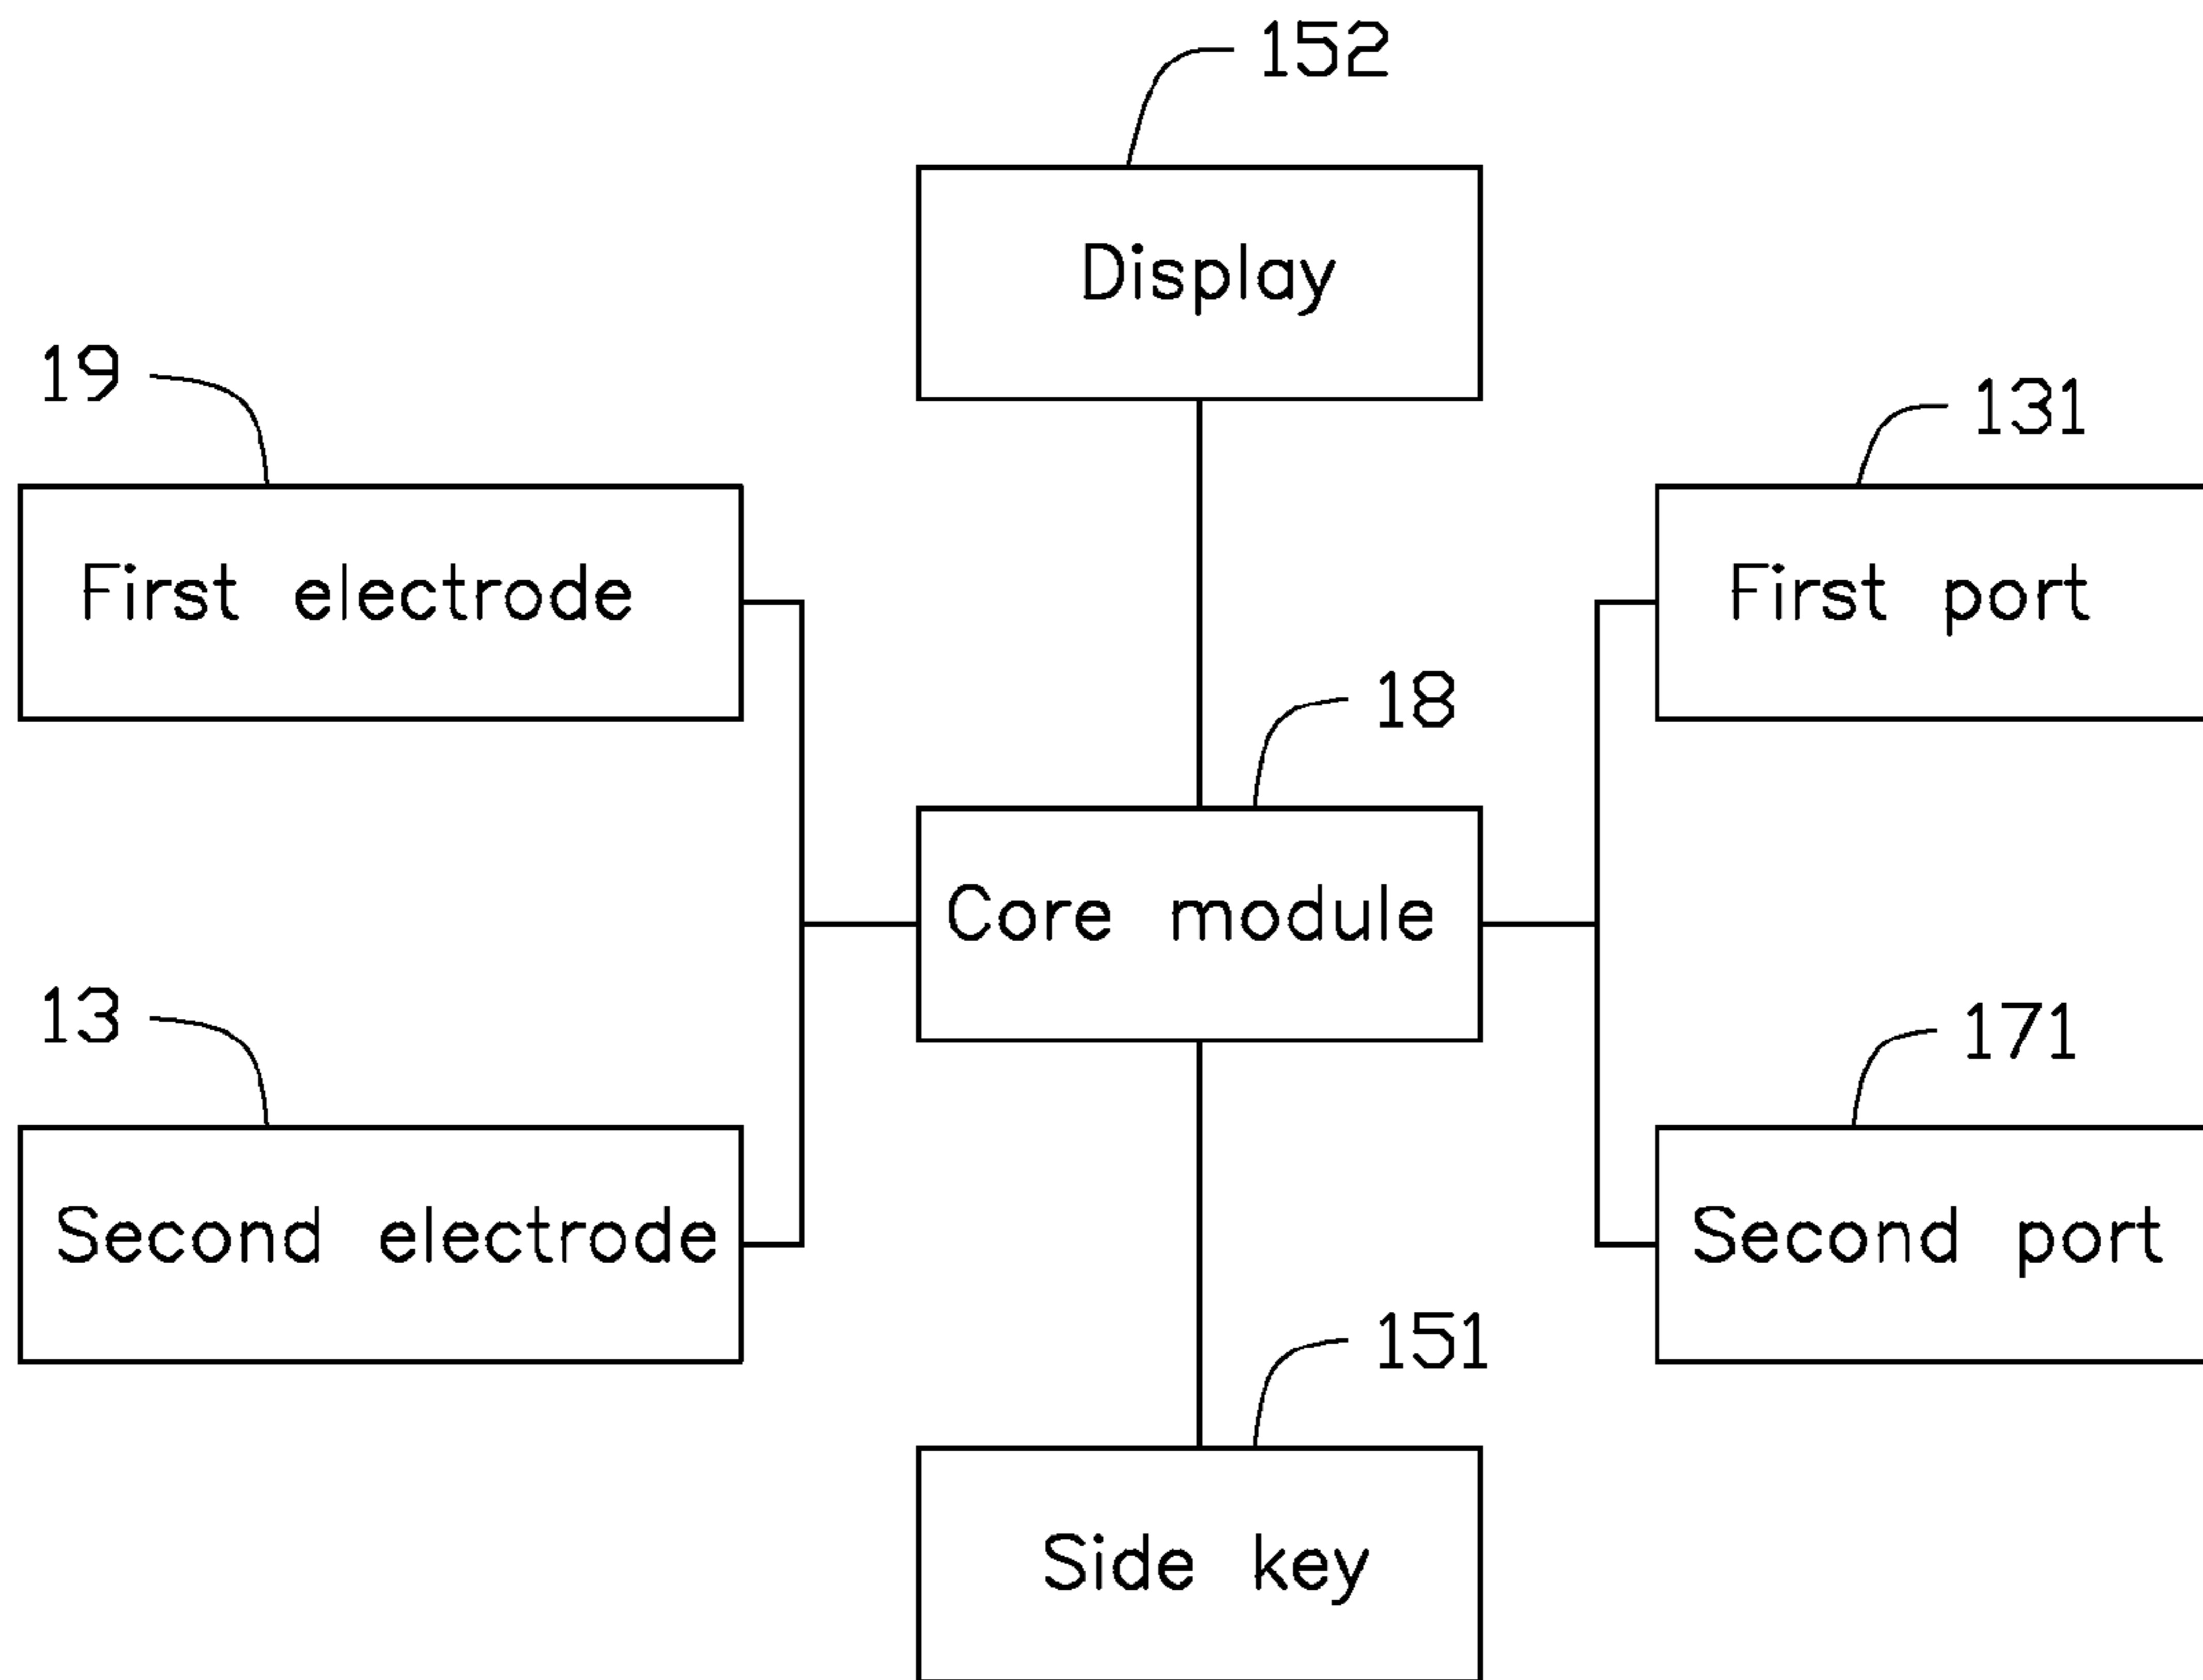 152
Display
19
131
First electrode
First port
18
Core module
13
171
Second electrode
Second port
151
Side key